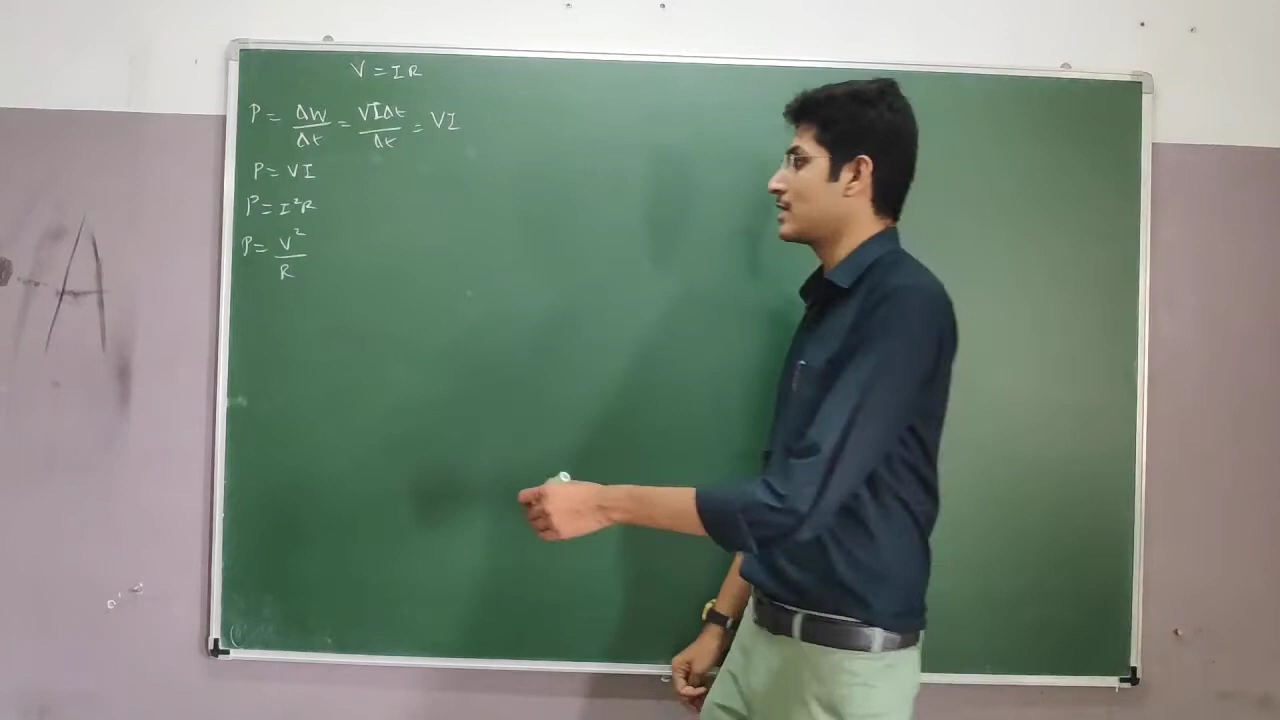 V = IR
P = ΔW/Δt = VIΔt/Δt = VI
P = VI
P = I²R
P = V²/R
A